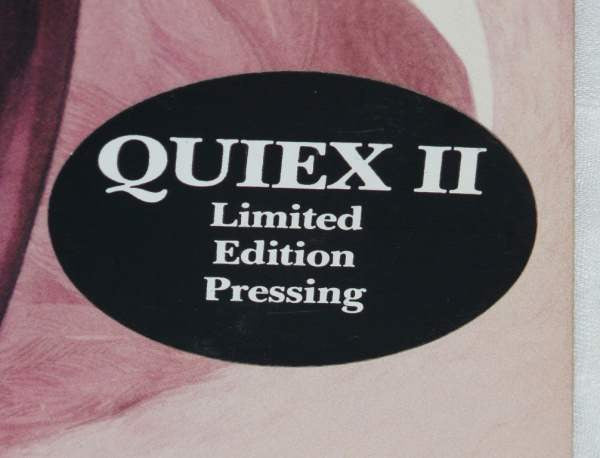 QUIEX II
Limited
Edition
Pressing